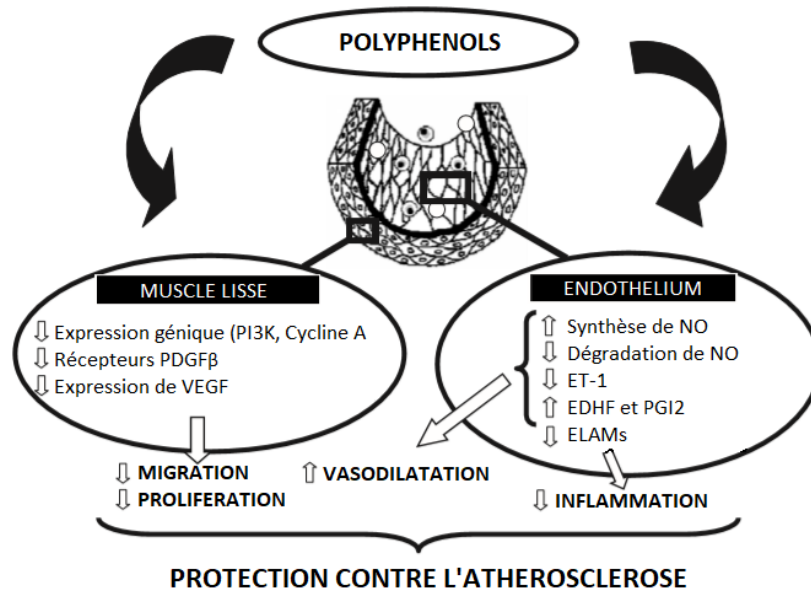 POLYPHENOLS
MUSCLE LISSE
⇩ Expression génique (PI3K, Cycline A
⇩ Récepteurs PDGFβ
⇩ Expression de VEGF
ENDOTHELIUM
⇧ Synthèse de NO
⇩ Dégradation de NO
⇩ ET-1
⇧ EDHF et PGI2
⇩ ELAMs
⇩ MIGRATION
⇩ PROLIFERATION
⇧ VASODILATATION
⇩ INFLAMMATION
PROTECTION CONTRE L'ATHEROSCLEROSE